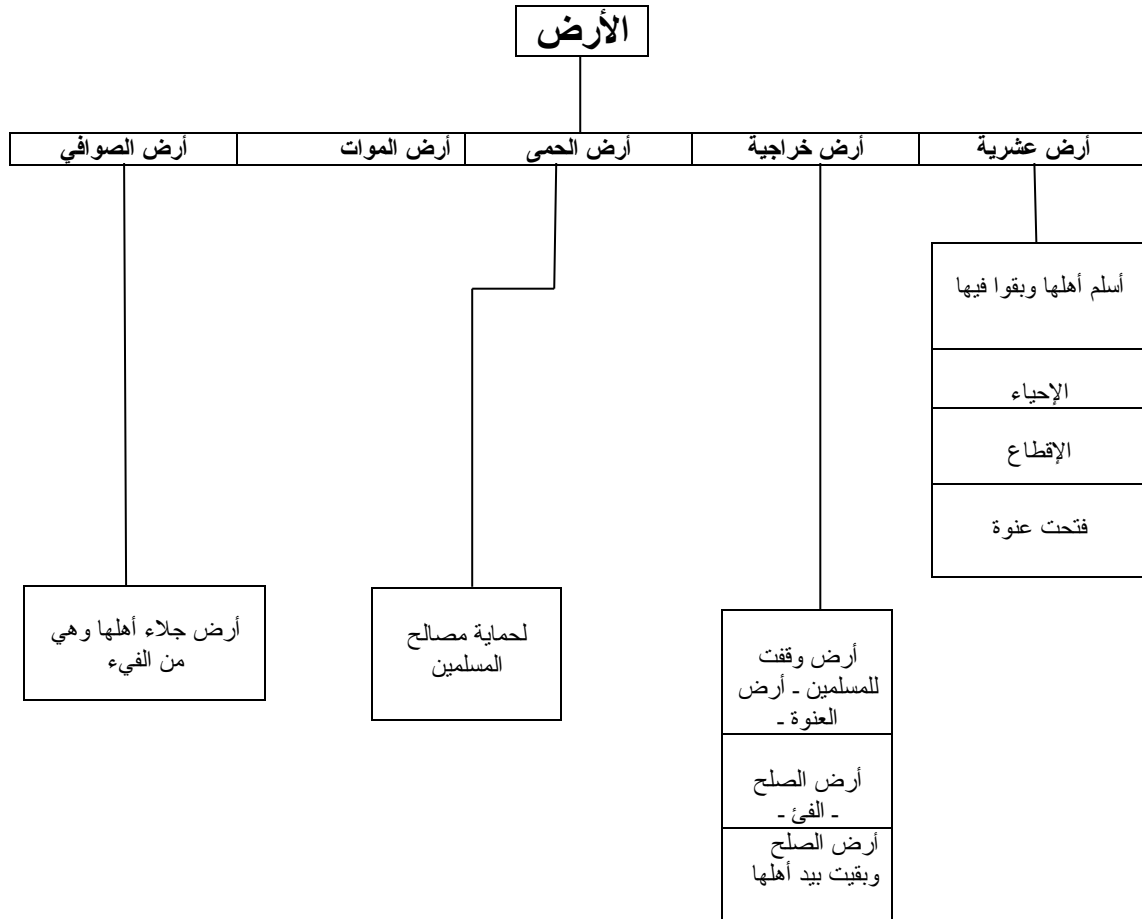 الأرض
أرض عشرية
أرض خراجية
أرض الحمى
أرض الموات
أرض الصوافي
أسلم أهلها وبقوا فيها
الإحياء
الإقطاع
فتحت عنوة
أرض وقفت
للمسلمين ـ أرض
العنوة ـ
أرض الصلح
ـ الفئ ـ
أرض الصلح
وبقيت بيد أهلها
لحماية مصالح
المسلمين
أرض جلاء أهلها وهي
من الفيء